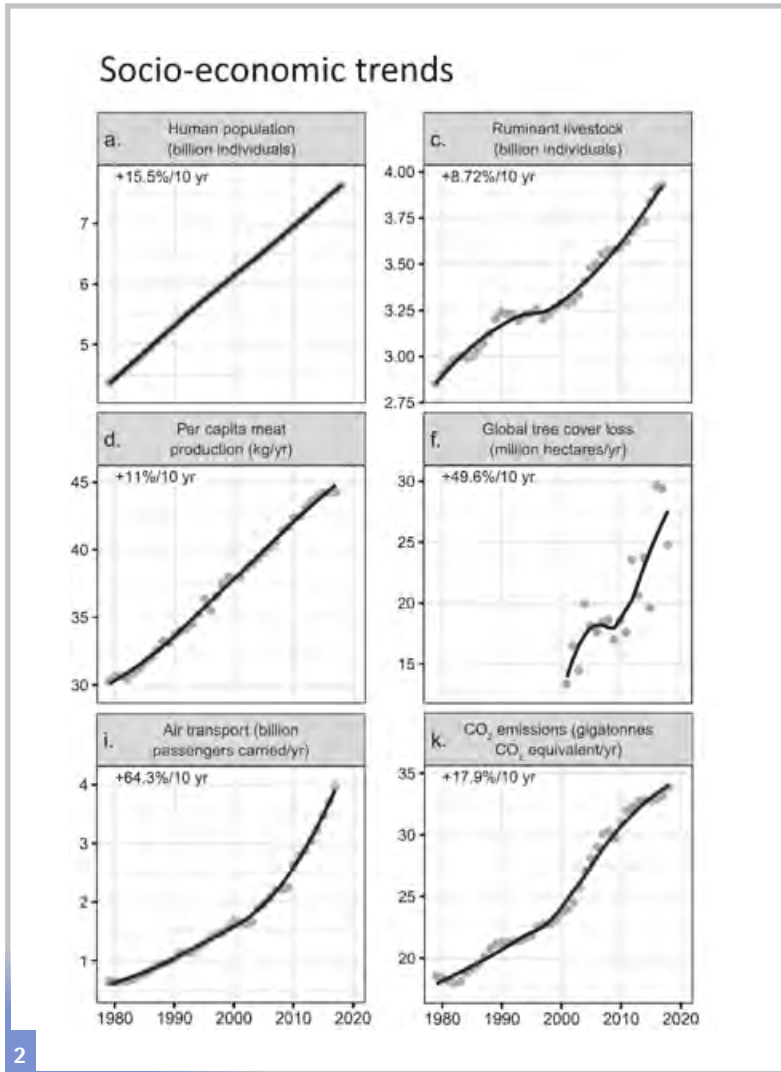 Socio-economic trends
a.
Human population
(billion individuals)
+15.5%/10 yr
7
6
5
c.
Ruminant livestock
(billion individuals)
+8.72%/10 yr
4.00
3.75
3.50
3.25
3.00
2.75
d.
Per capita meat
production (kg/yr)
+11%/10 yr
45
40
35
30
f.
Global tree cover loss
(million hectares/yr)
+49.6%/10 yr
30
25
20
15
i.
Air transport (billion
passengers carried/yr)
+64.3%/10 yr
4
3
2
1
1980 1990 2000 2010 2020
k.
CO₂ emissions (gigatonnes
CO₂ equivalent/yr)
+17.9%/10 yr
35
30
25
20
1980 1990 2000 2010 2020
2